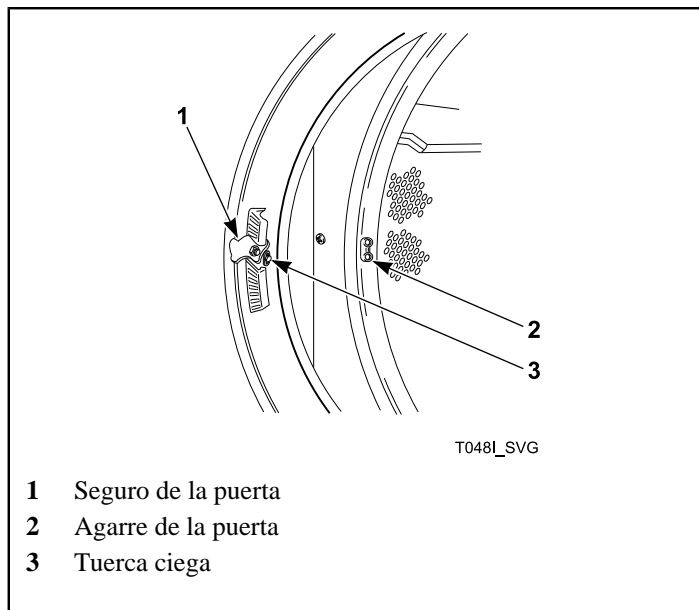 1
2
3
T048I_SVG
1 Seguro de la puerta
2 Agarre de la puerta
3 Tuerca ciega